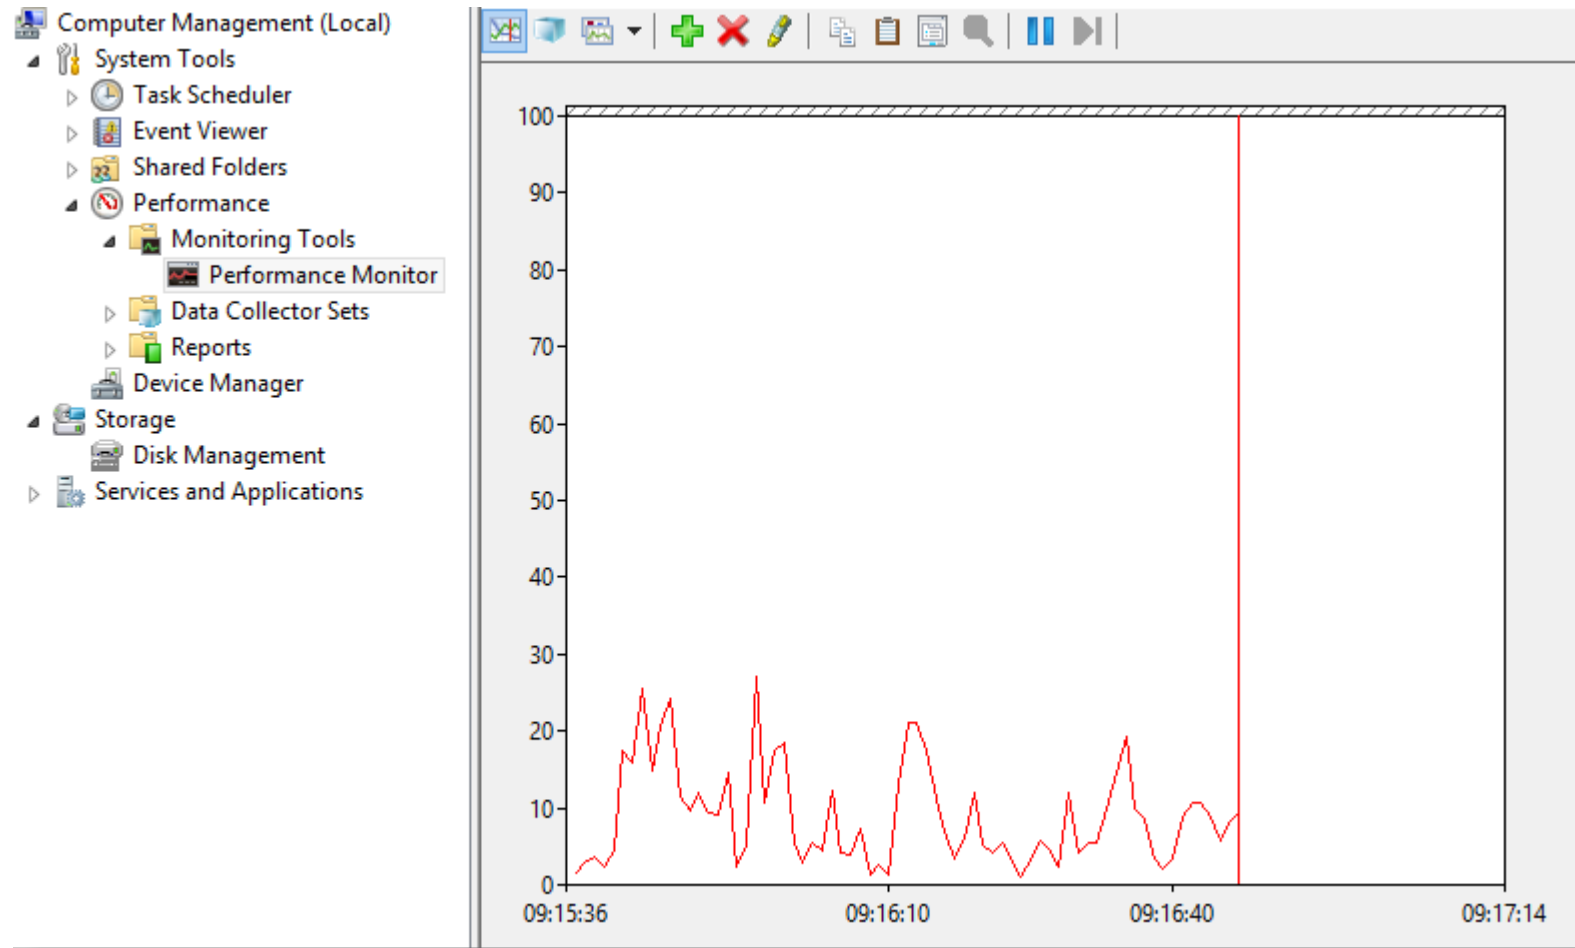 Computer Management (Local)
System Tools
Task Scheduler
Event Viewer
Shared Folders
Performance
Monitoring Tools
Performance Monitor
Data Collector Sets
Reports
Device Manager
Storage
Disk Management
Services and Applications
100
90
80
70
60
50
40
30
20
10
0
09:15:36 09:16:10 09:16:40 09:17:14